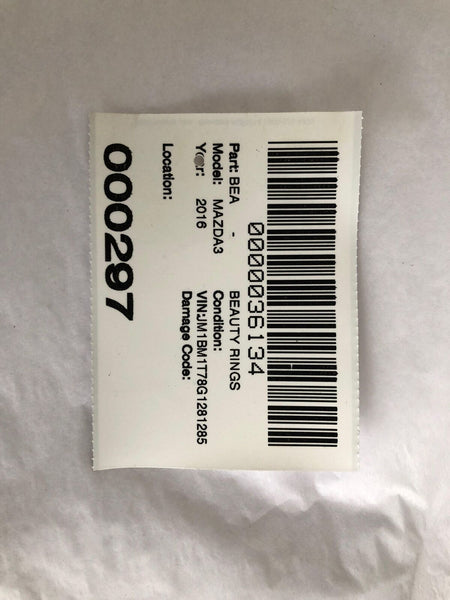 0000036134
Part: BEA - BEAUTY RINGS
Model: MAZDA3 Condition:
Year: 2016 VIN:JM1BM1T78G1281285
Damage Code:
Location:
000297